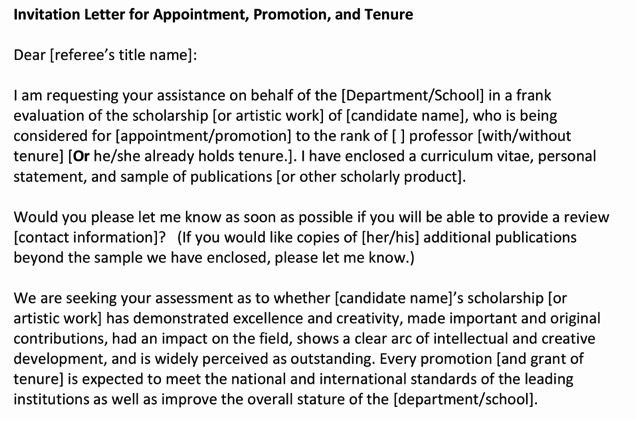 Invitation Letter for Appointment, Promotion, and Tenure
Dear [referee's title name]:
I am requesting your assistance on behalf of the [Department/School] in a frank
evaluation of the scholarship [or artistic work] of [candidate name], who is being
considered for [appointment/promotion] to the rank of [ ] professor [with/without
tenure] [Or he/she already holds tenure.]. I have enclosed a curriculum vitae, personal
statement, and sample of publications [or other scholarly product].
Would you please let me know as soon as possible if you will be able to provide a review
[contact information]? (If you would like copies of [her/his] additional publications
beyond the sample we have enclosed, please let me know.)
We are seeking your assessment as to whether [candidate name]'s scholarship [or
artistic work] has demonstrated excellence and creativity, made important and original
contributions, had an impact on the field, shows a clear arc of intellectual and creative
development, and is widely perceived as outstanding. Every promotion [and grant of
tenure] is expected to meet the national and international standards of the leading
institutions as well as improve the overall stature of the [department/school].